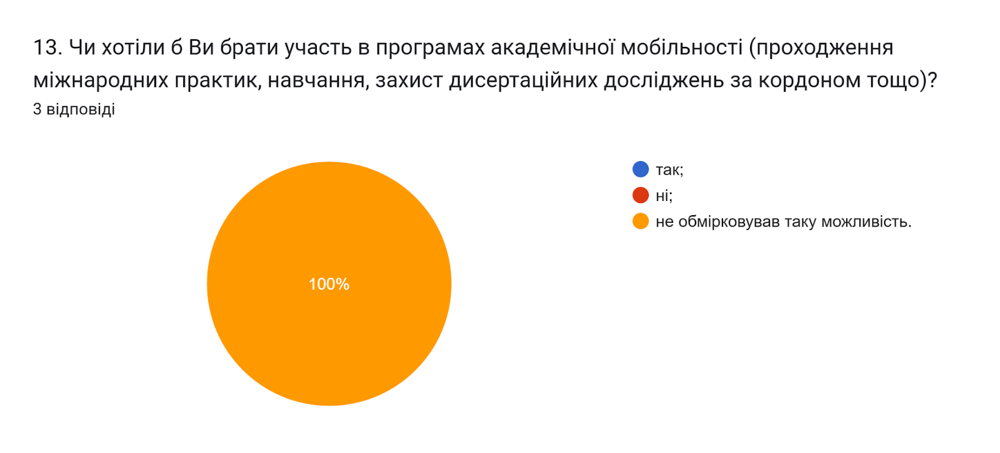 13. Чи хотіли б Ви брати участь в програмах академічної мобільності (проходження
міжнародних практик, навчання, захист дисертаційних досліджень за кордоном тощо)?
3 відповіді
так;
ні;
не обмірковував таку можливість.
100%